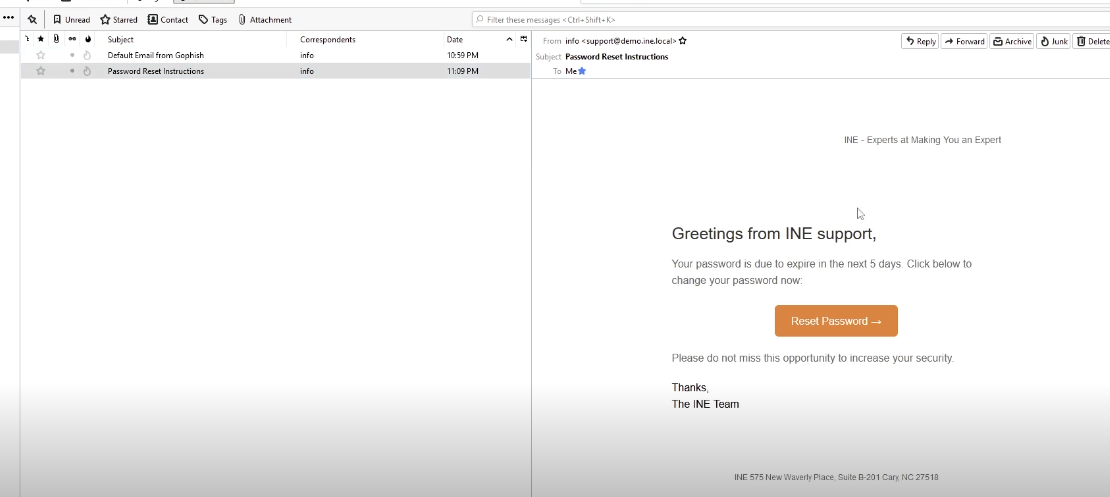 Unread Starred Contact Tags Attachment
Filter these messages <Ctrl+Shift+K>
Subject Correspondents Date
Default Email from Gophish info 10:59 PM
Password Reset Instructions info 11:09 PM
From info <support@demo.ine.local>
Reply Forward Archive Junk Delete
Subject Password Reset Instructions
To Me
INE - Experts at Making You an Expert
Greetings from INE support,
Your password is due to expire in the next 5 days. Click below to
change your password now:
Reset Password →
Please do not miss this opportunity to increase your security.
Thanks,
The INE Team
INE 575 New Waverly Place, Suite B-201 Cary, NC 27518